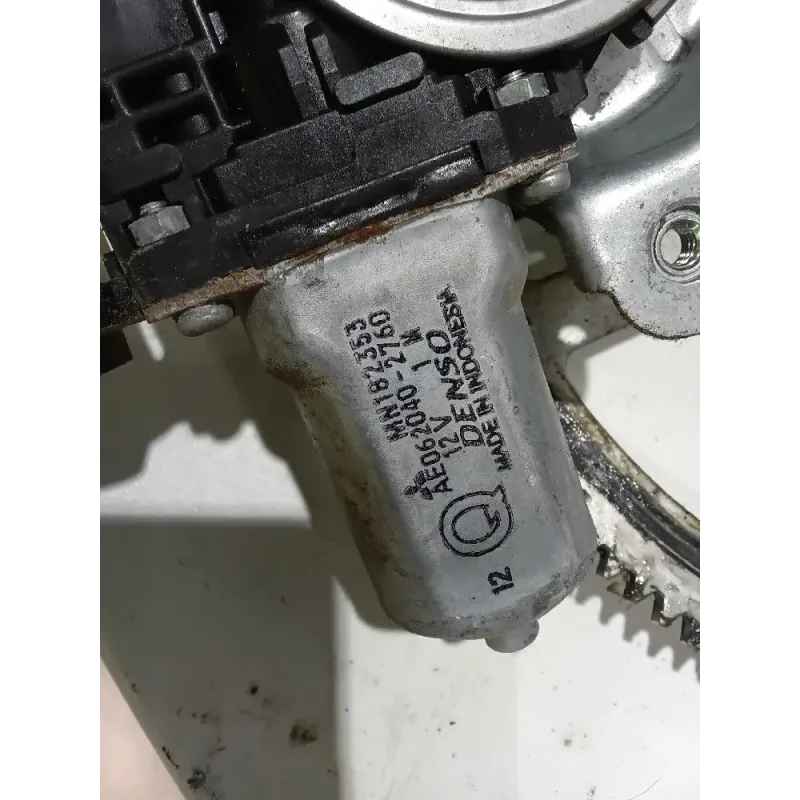 MN182353
AE062040-2760
12V 1 M
DENSO
MADE IN INDONESIA
Q
12